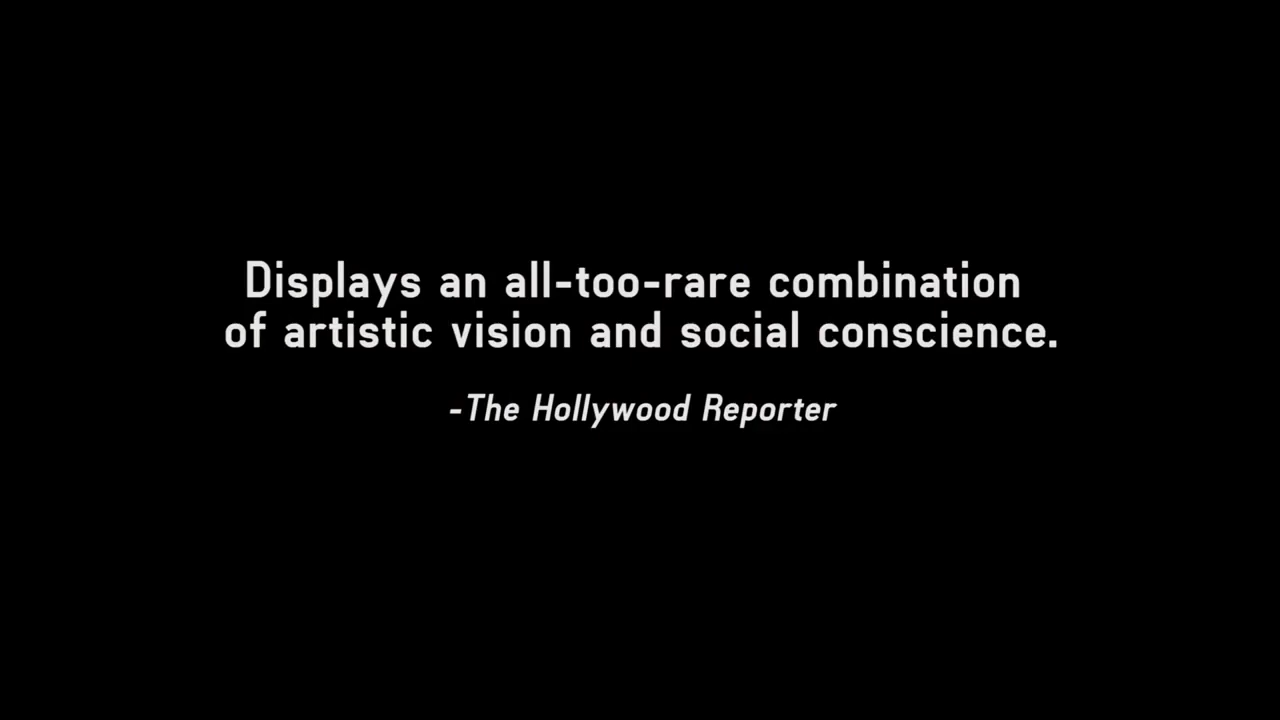 Displays an all-too-rare combination
of artistic vision and social conscience.
-The Hollywood Reporter